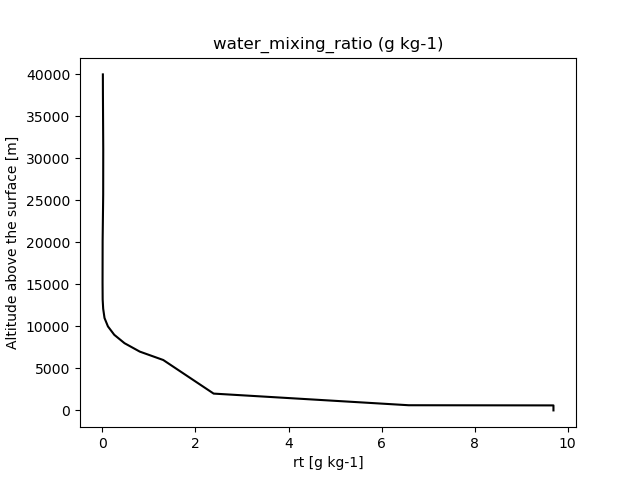 water_mixing_ratio (g kg-1)
40000
35000
30000
25000
20000
15000
10000
5000
0
Altitude above the surface [m]
0 2 4 6 8 10
rt [g kg-1]